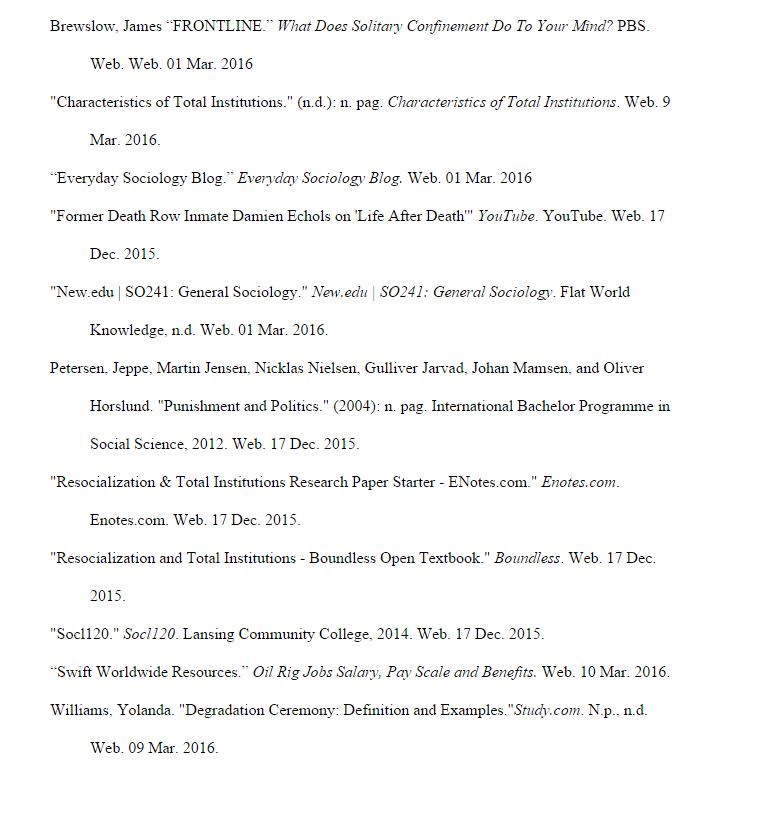 Brewslow, James “FRONTLINE.” What Does Solitary Confinement Do To Your Mind? PBS.
Web. Web. 01 Mar. 2016
"Characteristics of Total Institutions." (n.d.): n. pag. Characteristics of Total Institutions. Web. 9
Mar. 2016.
“Everyday Sociology Blog.” Everyday Sociology Blog. Web. 01 Mar. 2016
"Former Death Row Inmate Damien Echols on 'Life After Death'" YouTube. YouTube. Web. 17
Dec. 2015.
"New.edu | SO241: General Sociology." New.edu | SO241: General Sociology. Flat World
Knowledge, n.d. Web. 01 Mar. 2016.
Petersen, Jeppe, Martin Jensen, Nicklas Nielsen, Gulliver Jarvad, Johan Mamsen, and Oliver
Horslund. "Punishment and Politics." (2004): n. pag. International Bachelor Programme in
Social Science, 2012. Web. 17 Dec. 2015.
"Resocialization & Total Institutions Research Paper Starter - ENotes.com." Enotes.com.
Enotes.com. Web. 17 Dec. 2015.
"Resocialization and Total Institutions - Boundless Open Textbook." Boundless. Web. 17 Dec.
2015.
"Socl120." Socl120. Lansing Community College, 2014. Web. 17 Dec. 2015.
“Swift Worldwide Resources.” Oil Rig Jobs Salary, Pay Scale and Benefits. Web. 10 Mar. 2016.
Williams, Yolanda. "Degradation Ceremony: Definition and Examples."Study.com. N.p., n.d.
Web. 09 Mar. 2016.